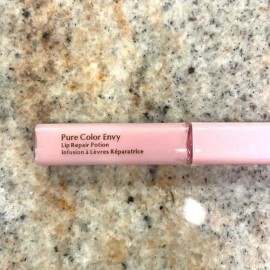 Pure Color Envy
Lip Repair Potion
Infusion à Lèvres Réparatrice